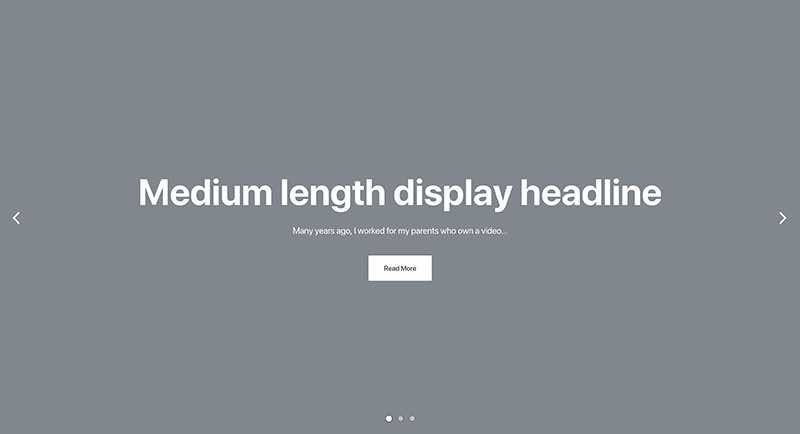 Medium length display headline
Many years ago, I worked for my parents who own a video...
Read More